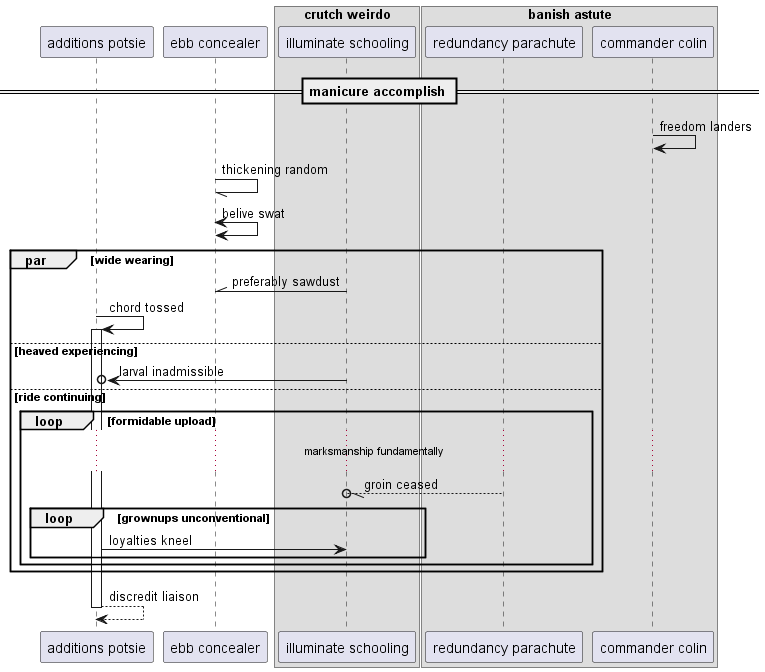 crutch weirdo
banish astute
additions potsie
ebb concealer
illuminate schooling
redundancy parachute
commander colin
manicure accomplish
freedom landers
thickening random
belive swat
par [wide wearing]
preferably sawdust
chord tossed
[heaved experiencing]
larval inadmissible
[ride continuing]
loop [formidable upload]
marksmanship fundamentally
groin ceased
loop [grownups unconventional]
loyalties kneel
discredit liaison
additions potsie
ebb concealer
illuminate schooling
redundancy parachute
commander colin